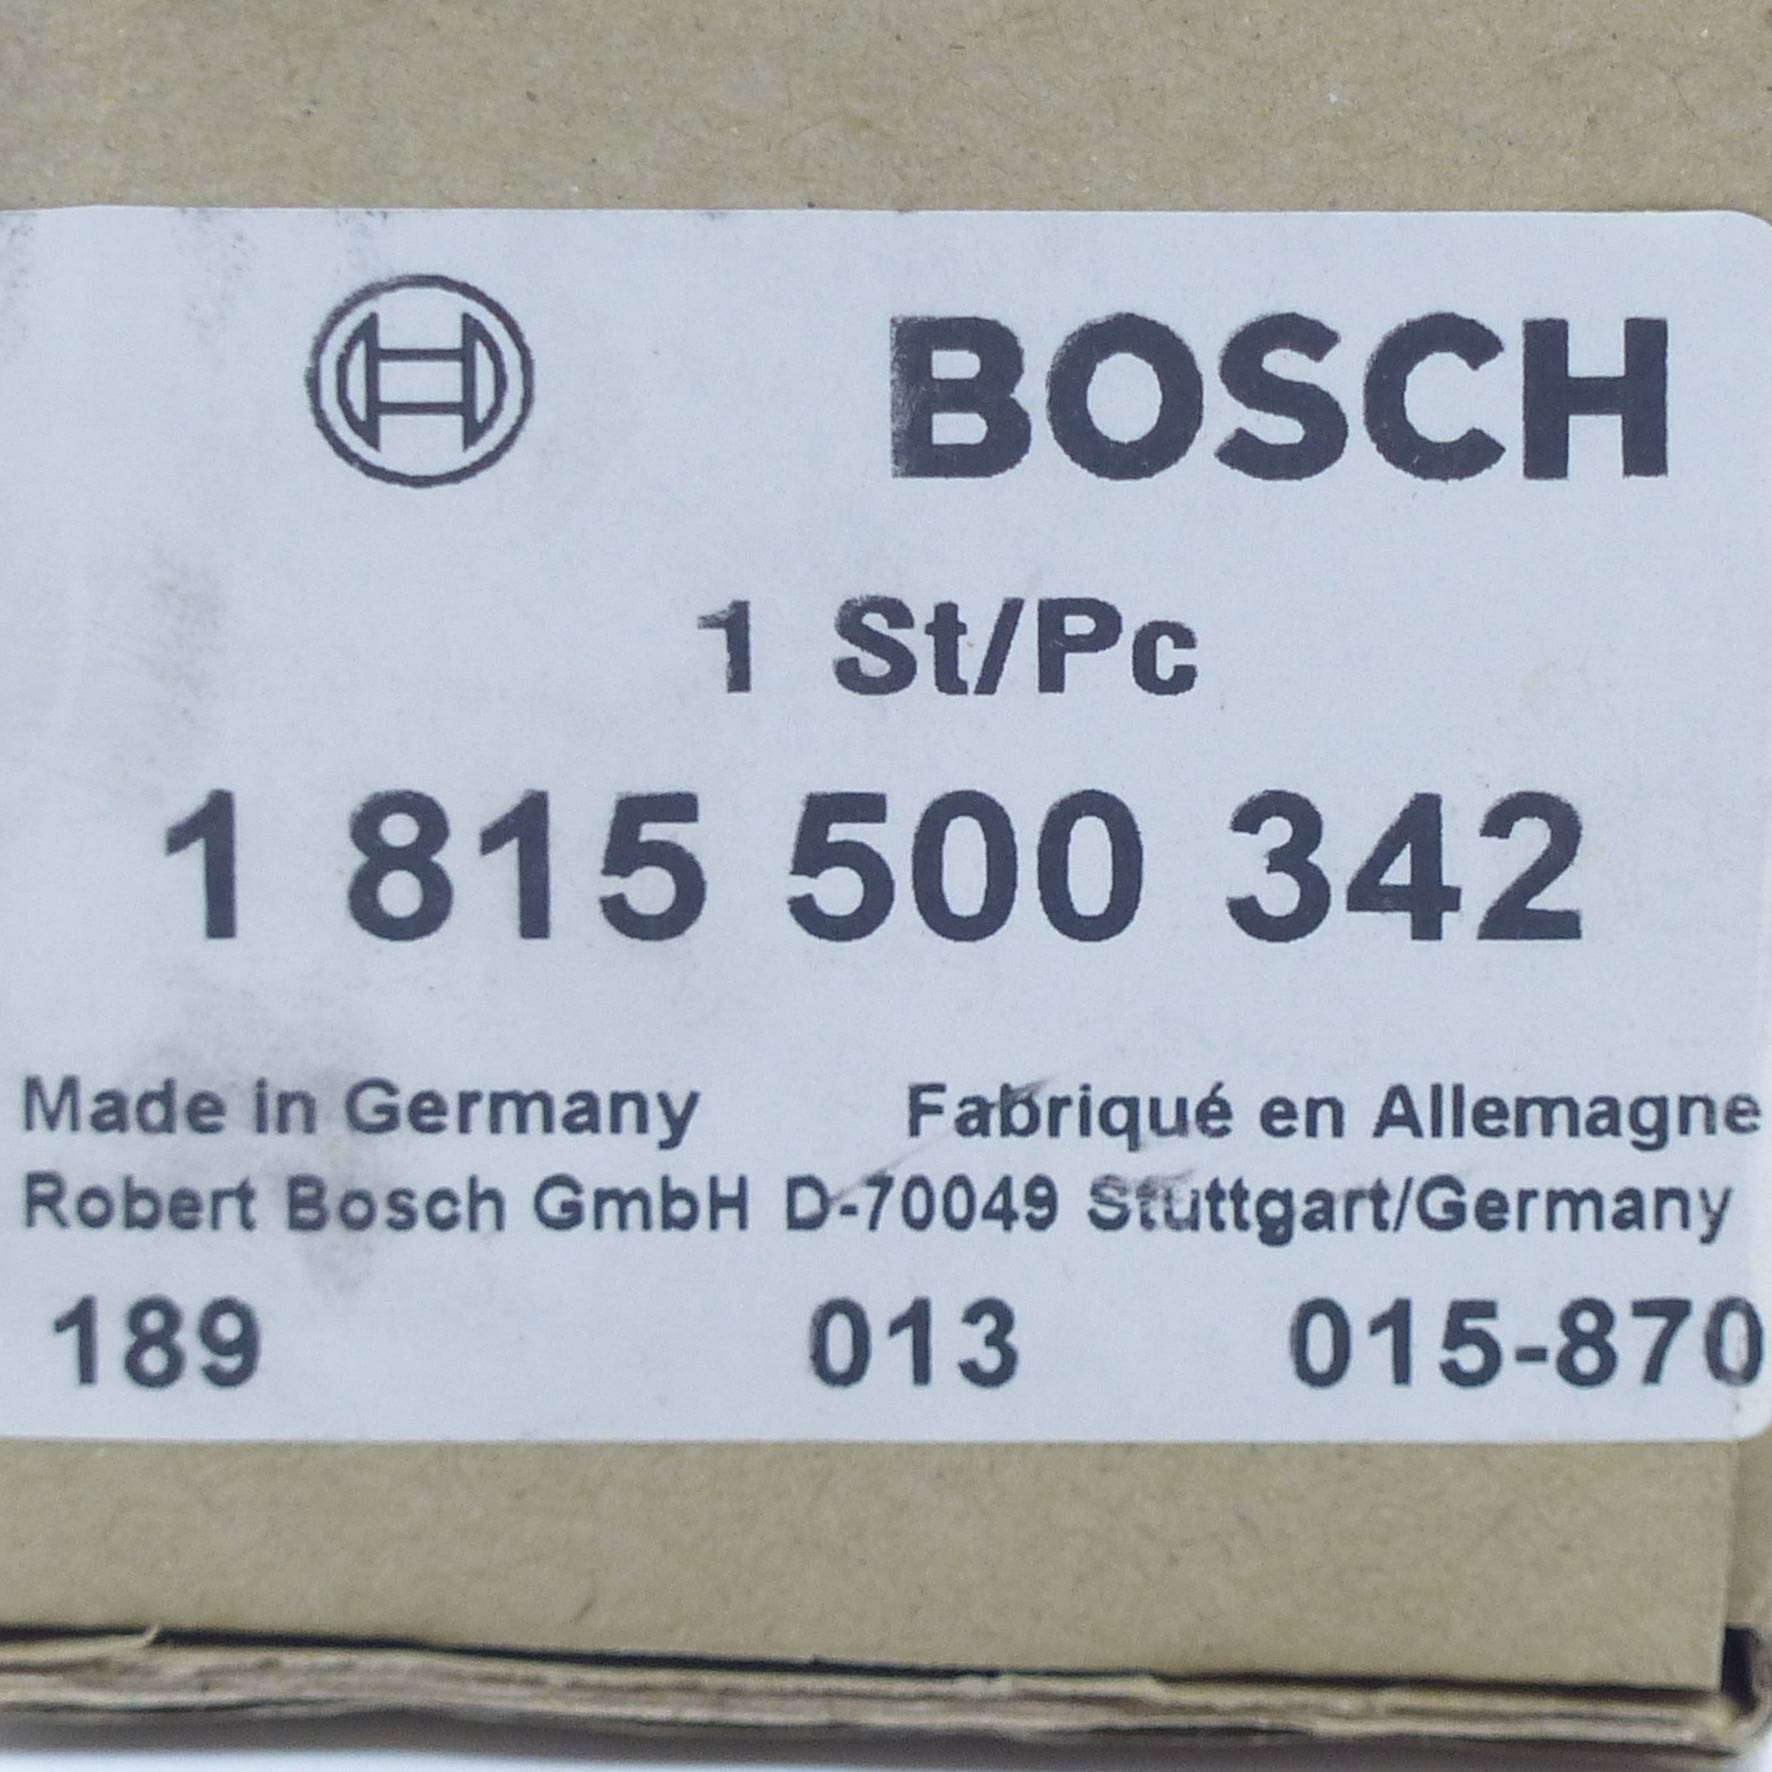 BOSCH
1 St/Pc
1 815 500 342
Made in Germany Fabriqué en Allemagne
Robert Bosch GmbH D-70049 Stuttgart/Germany
189 013 015-870